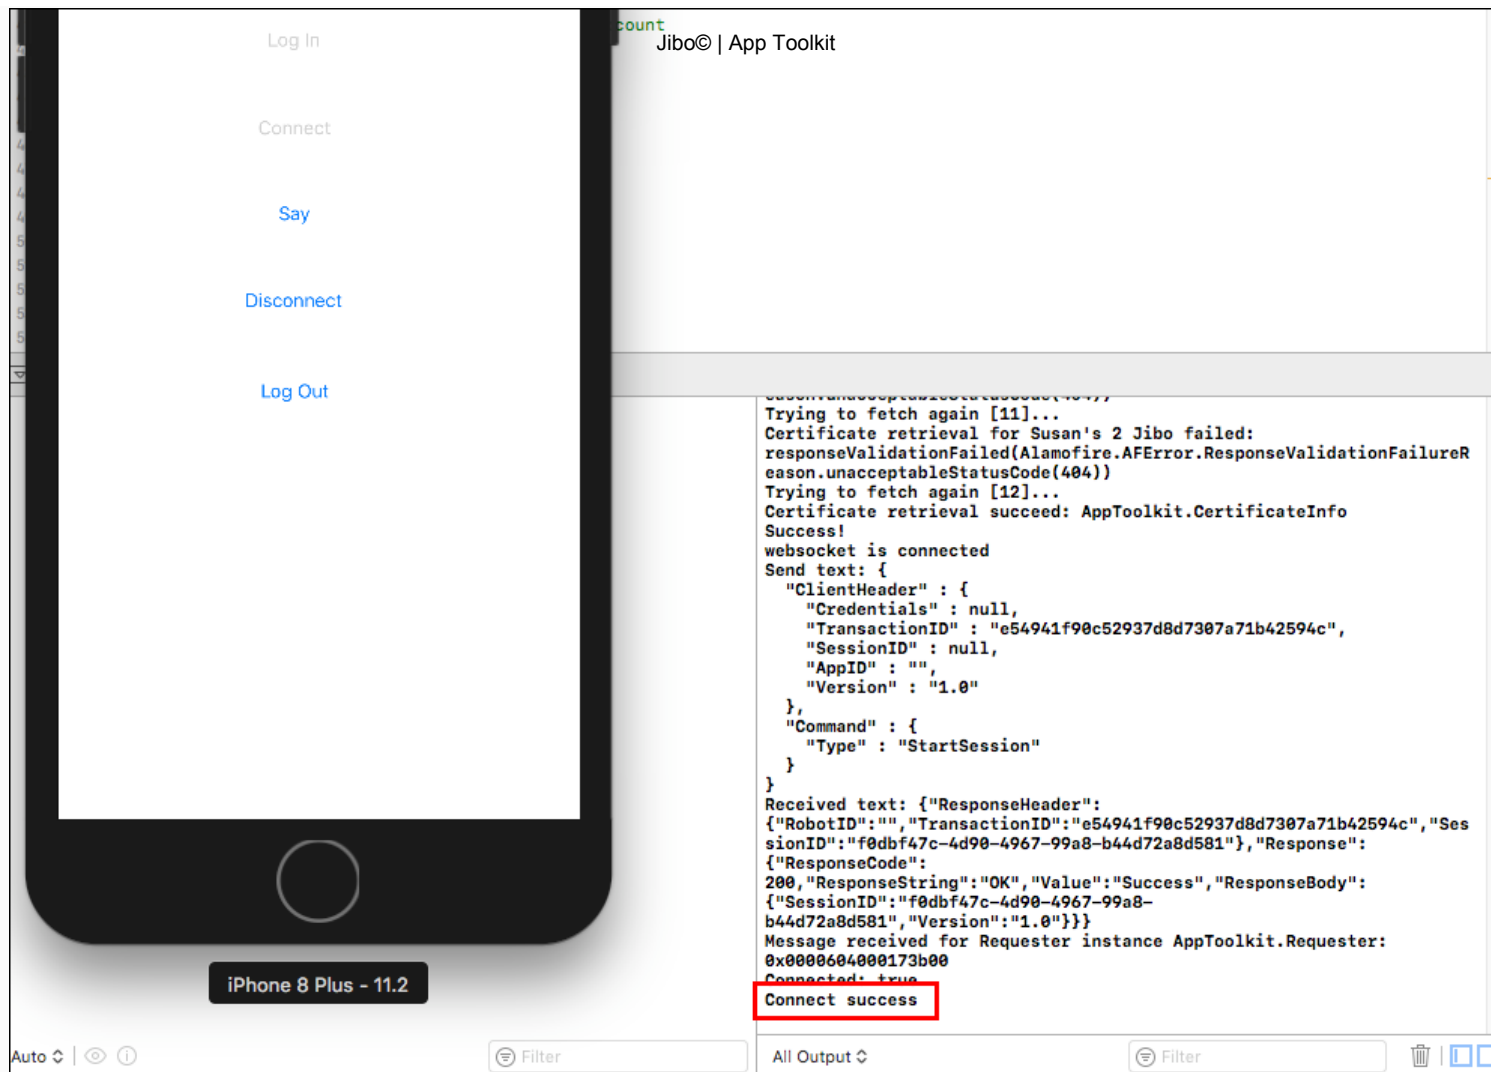 count
Jibo© | App Toolkit
Log In
Connect
Say
Disconnect
Log Out
Trying to fetch again [11]...
Certificate retrieval for Susan's 2 Jibo failed:
responseValidationFailed(Alamofire.AFError.ResponseValidationFailureR
eason.unacceptableStatusCode(404))
Trying to fetch again [12]...
Certificate retrieval succeed: AppToolkit.CertificateInfo
Success!
websocket is connected
Send text: {
  "ClientHeader" : {
    "Credentials" : null,
    "TransactionID" : "e54941f90c52937d8d7307a71b42594c",
    "SessionID" : null,
    "AppID" : "",
    "Version" : "1.0"
  },
  "Command" : {
    "Type" : "StartSession"
  }
}
Received text: {"ResponseHeader":
{"RobotID":"","TransactionID":"e54941f90c52937d8d7307a71b42594c","Ses
sionID":"f0dbf47c-4d90-4967-99a8-b44d72a8d581"},"Response":
{"ResponseCode":
200,"ResponseString":"OK","Value":"Success","ResponseBody":
{"SessionID":"f0dbf47c-4d90-4967-99a8-
b44d72a8d581","Version":"1.0"}}}
Message received for Requester instance AppToolkit.Requester:
0x0000604000173b00
Connected: true
Connect success
iPhone 8 Plus - 11.2
Auto
Filter
All Output
Filter